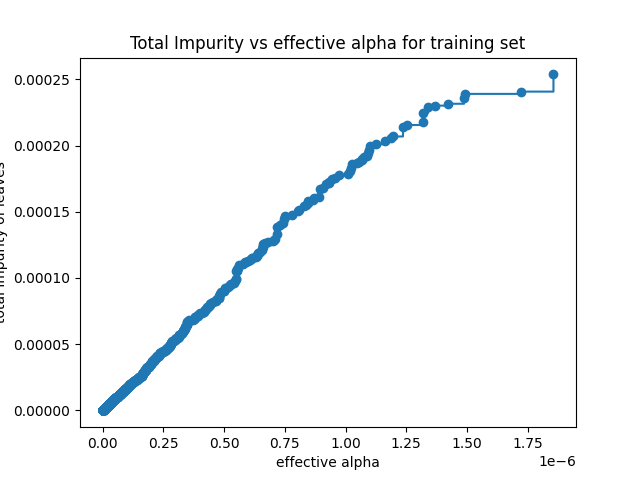 Total Impurity vs effective alpha for training set
total impurity of leaves
0.00025
0.00020
0.00015
0.00010
0.00005
0.00000
0.00 0.25 0.50 0.75 1.00 1.25 1.50 1.75
1e−6
effective alpha